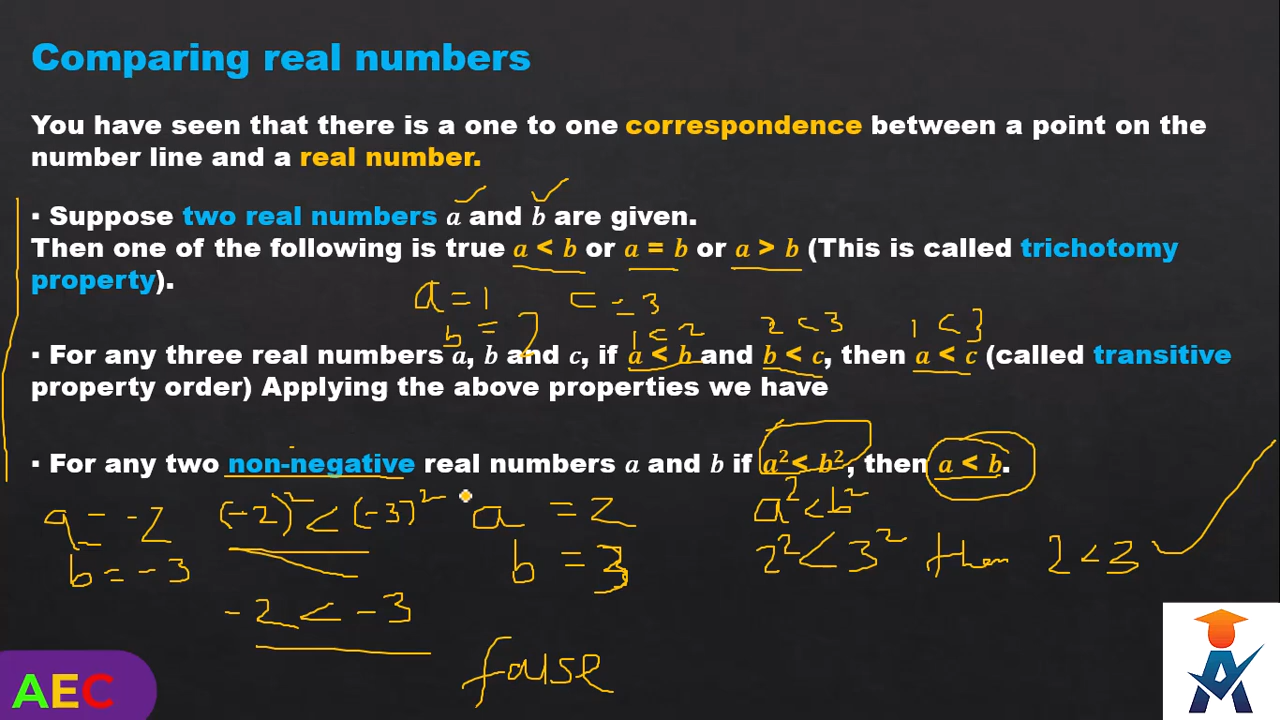 Comparing real numbers
You have seen that there is a one to one correspondence between a point on the
number line and a real number.
▪ Suppose two real numbers a and b are given.
Then one of the following is true a < b or a = b or a > b (This is called trichotomy
property).
a = 1 c = 3
b = 2 1 < 2 2 < 3 1 < 3
▪ For any three real numbers a, b and c, if a < b and b < c, then a < c (called transitive
property order) Applying the above properties we have
▪ For any two non-negative real numbers a and b if a² < b², then a < b.
a = -2 (-2)² < (-3)² a = 2 a² < b²
b = -3 b = 3 2² < 3² then 2 < 3
-2 < -3
false
AEC